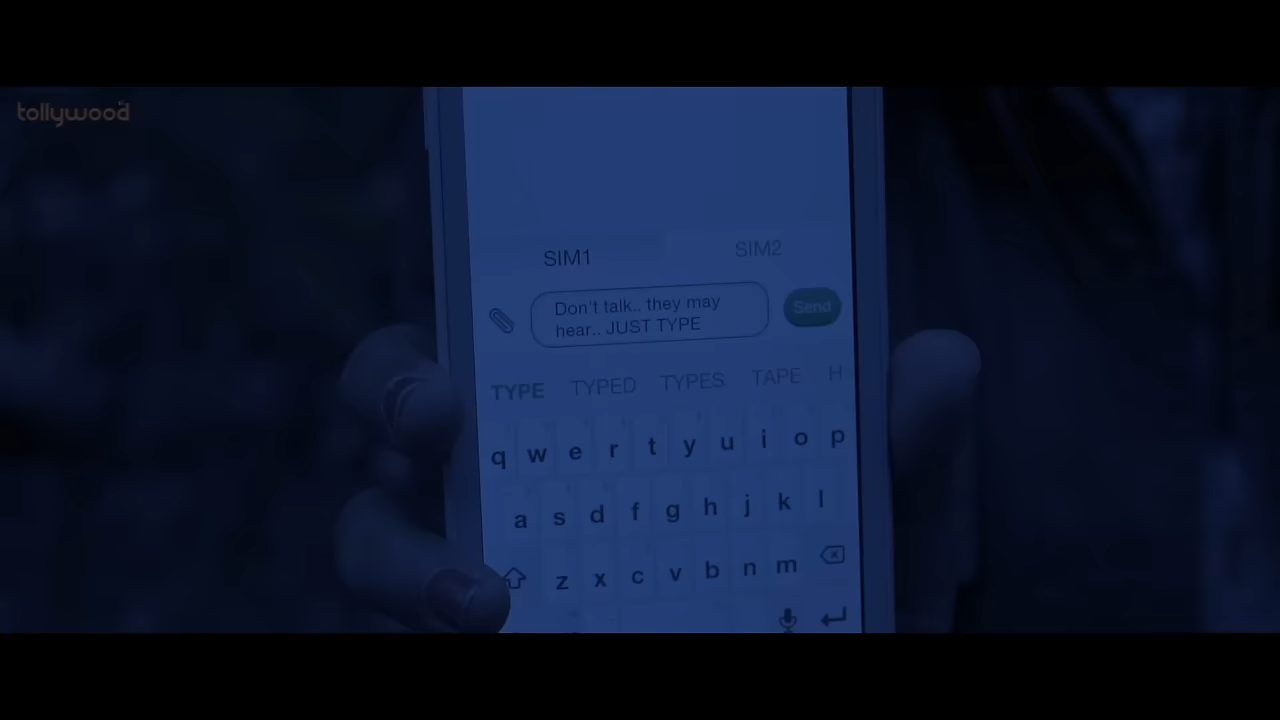 tollywood
SIM1 SIM2
Don't talk.. they may
hear.. JUST TYPE
Send
TYPE TYPED TYPES TAPE H
q w e r t y u i o p
a s d f g h j k l
z x c v b n m